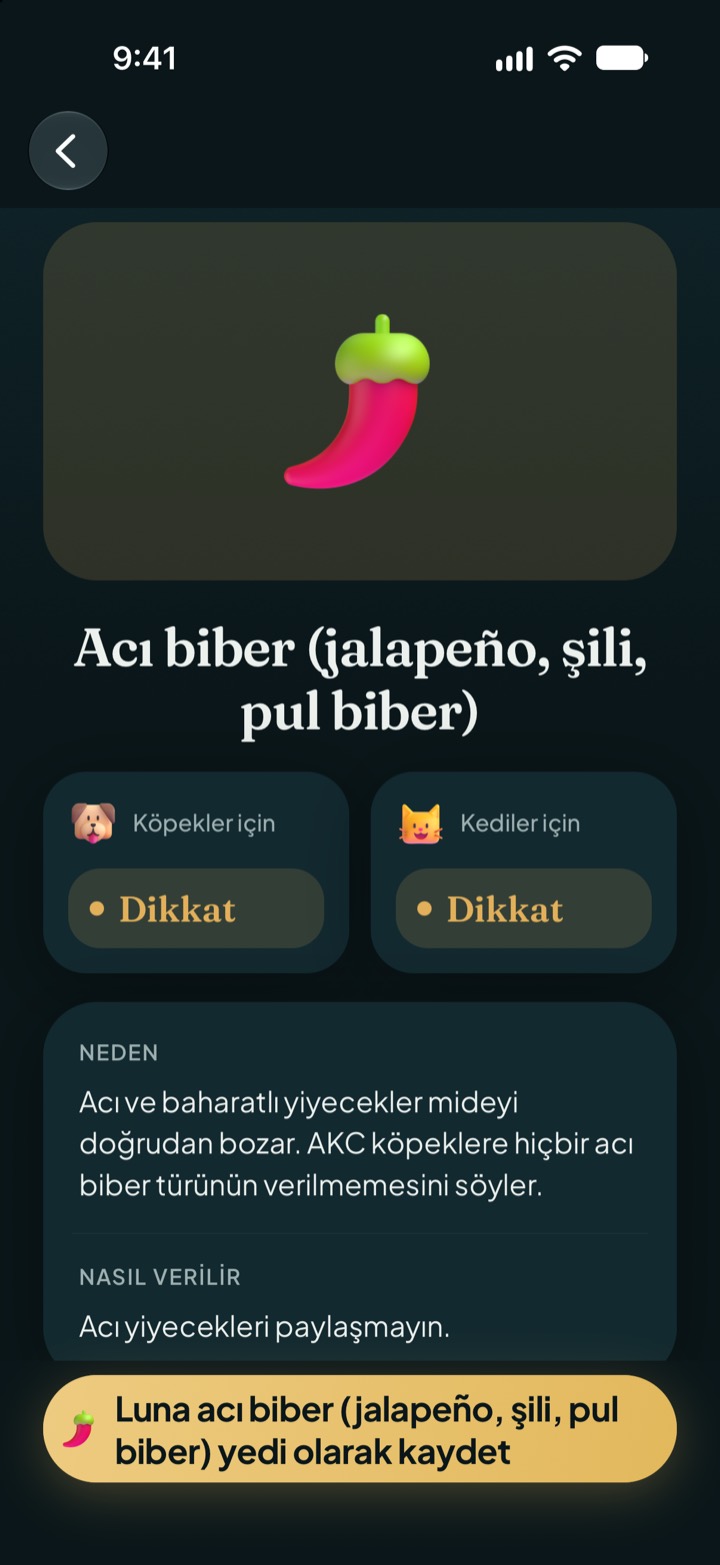 9:41
Acı biber (jalapeño, şili,
pul biber)
Köpekler için
Kediler için
Dikkat
Dikkat
NEDEN
Acı ve baharatlı yiyecekler mideyi
doğrudan bozar. AKC köpeklere hiçbir acı
biber türünün verilmemesini söyler.
NASIL VERİLİR
Acı yiyecekleri paylaşmayın.
Luna acı biber (jalapeño, şili, pul
biber) yedi olarak kaydet